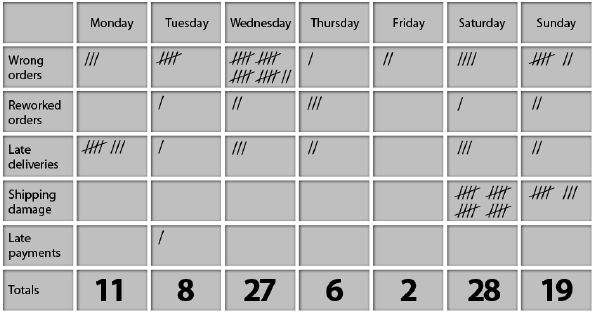 Monday Tuesday Wednesday Thursday Friday Saturday Sunday
Wrong
orders
Reworked
orders
Late
deliveries
Shipping
damage
Late
payments
Totals 11 8 27 6 2 28 19